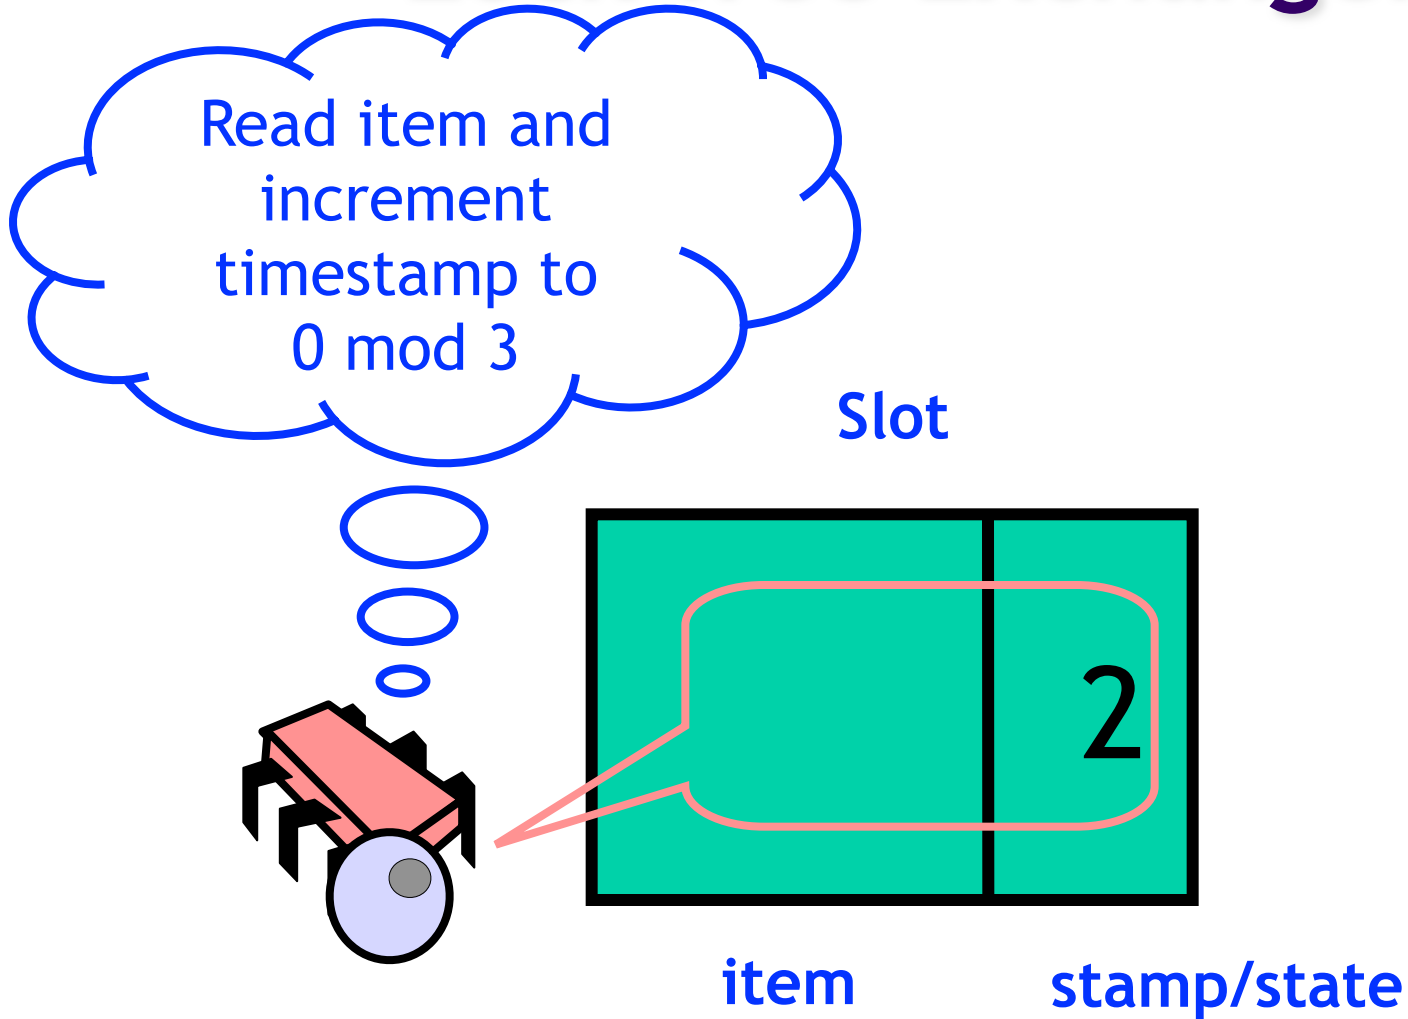 Read item and
increment
timestamp to
0 mod 3
Slot
2
item
stamp/state